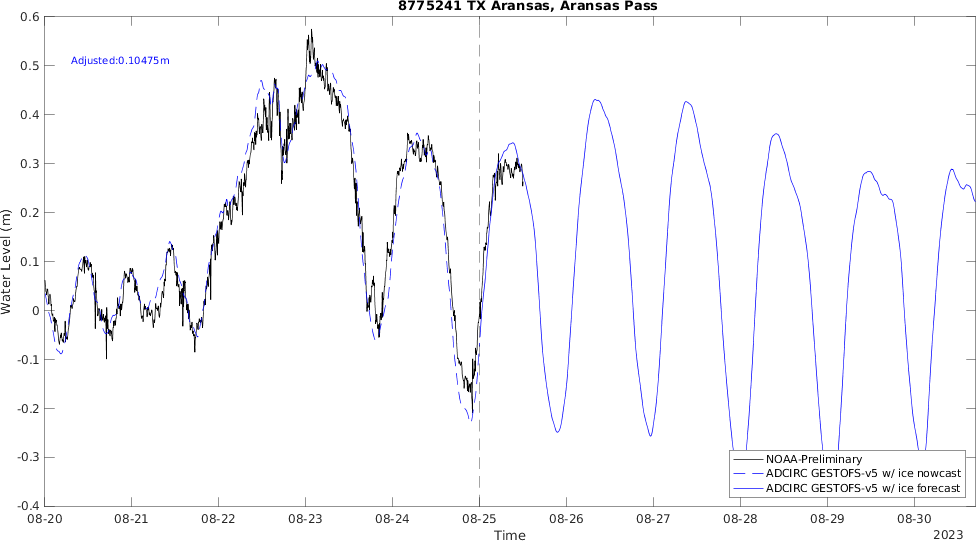 8775241 TX Aransas, Aransas Pass
Adjusted:0.10475m
Water Level (m)
0.6
0.5
0.4
0.3
0.2
0.1
0
-0.1
-0.2
-0.3
-0.4
NOAA-Preliminary
ADCIRC GESTOFS-v5 w/ ice nowcast
ADCIRC GESTOFS-v5 w/ ice forecast
08-20 08-21 08-22 08-23 08-24 08-25 08-26 08-27 08-28 08-29 08-30
Time
2023